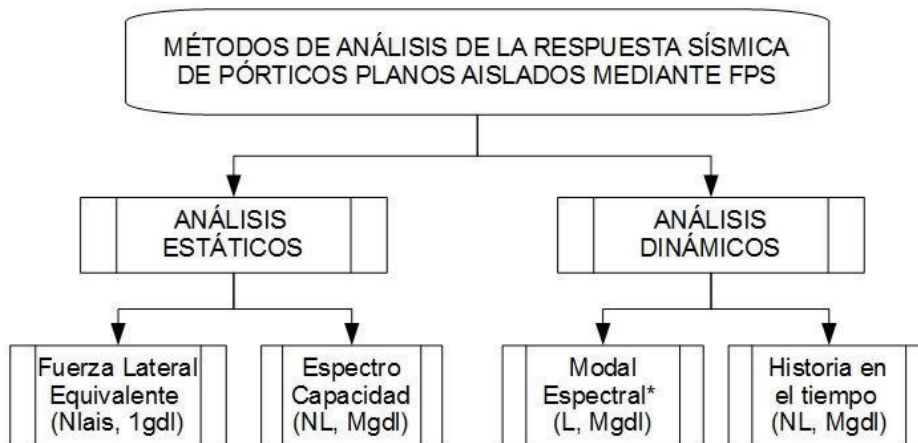 MÉTODOS DE ANÁLISIS DE LA RESPUESTA SÍSMICA
DE PÓRTICOS PLANOS AISLADOS MEDIANTE FPS
ANÁLISIS
ESTÁTICOS
ANÁLISIS
DINÁMICOS
Fuerza Lateral
Equivalente
(Nlais, 1gdl)
Espectro
Capacidad
(NL, Mgdl)
Modal
Espectral*
(L, Mgdl)
Historia en
el tiempo
(NL, Mgdl)